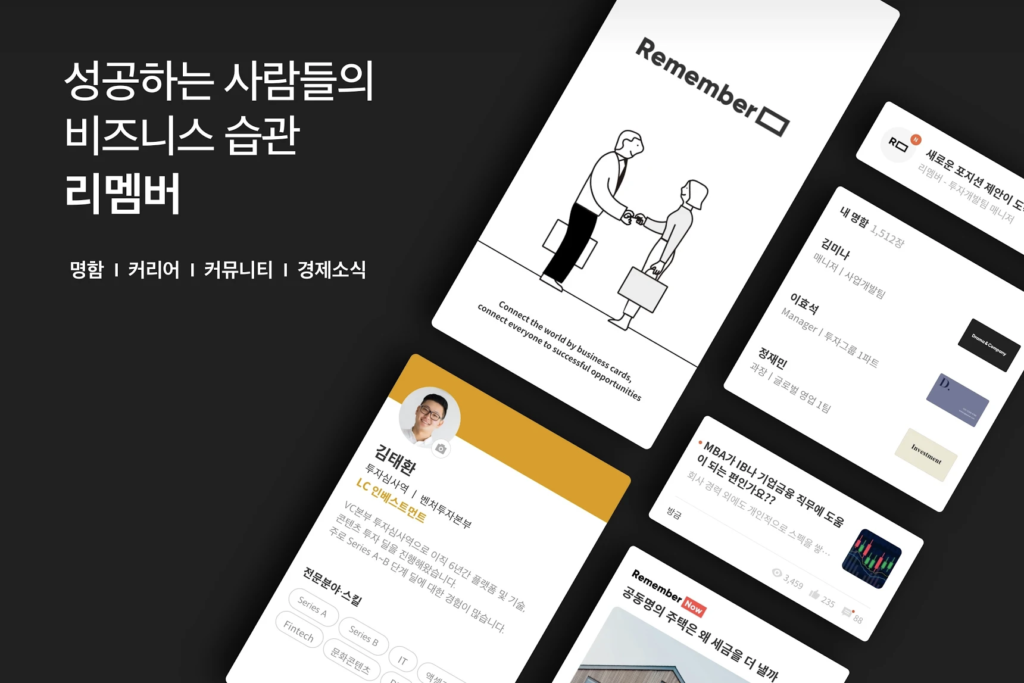 성공하는 사람들의
비즈니스 습관
리멤버
명함 I 커리어 I 커뮤니티 I 경제소식
Remember
Connect the world by business cards,
connect everyone to successful opportunities
새로운 포지션 제안이 도
리멤버 - 투자개발팀 매니저
내 명함 1,512장
김미나
매니저 | 사업개발팀
이효석
Manager | 투자그룹 1파트
Drama & Company
정재민
과장 | 글로벌 영업 1팀
D.
Investment
김태환
투자심사역 | 벤처투자본부
LC 인베스트먼트
VC본부 투자심사역으로 이직 6년간 플랫폼 및 기술,
콘텐츠 투자 딜을 진행해왔습니다.
주로 Series A~B 단계 딜에 대한 경험이 많습니다.
전문분야·스킬
Series A
Series B
IT
액셀
Fintech
문화콘텐츠
MBA가 IB나 기업금융 직무에 도움
이 되는 편인가요??
회사 경력 외에도 개인적으로 스펙을 쌓…
방금
3,459
235
88
Remember Now
공동명의 주택은 왜 세금을 더 낼까